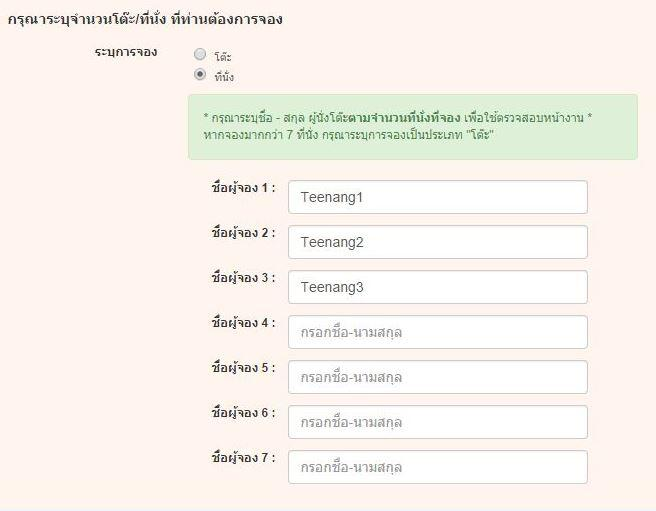 กรุณาระบุจำนวนโต๊ะ/ที่นั่ง ที่ท่านต้องการจอง
ระบุการจอง
โต๊ะ
ที่นั่ง
* กรุณาระบุชื่อ - สกุล ผู้นั่งโต๊ะตามจำนวนที่นั่งที่จอง เพื่อใช้ตรวจสอบหน้างาน *
หากจองมากกว่า 7 ที่นั่ง กรุณาระบุการจองเป็นประเภท "โต๊ะ"
ชื่อผู้จอง 1 : Teenang1
ชื่อผู้จอง 2 : Teenang2
ชื่อผู้จอง 3 : Teenang3
ชื่อผู้จอง 4 : กรอกชื่อ-นามสกุล
ชื่อผู้จอง 5 : กรอกชื่อ-นามสกุล
ชื่อผู้จอง 6 : กรอกชื่อ-นามสกุล
ชื่อผู้จอง 7 : กรอกชื่อ-นามสกุล